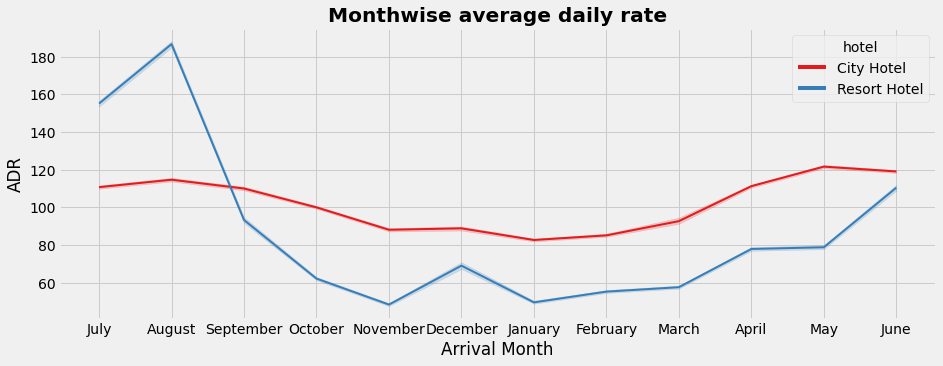 Monthwise average daily rate
hotel
City Hotel
Resort Hotel
ADR
180
160
140
120
100
80
60
July August September October November December January February March April May June
Arrival Month